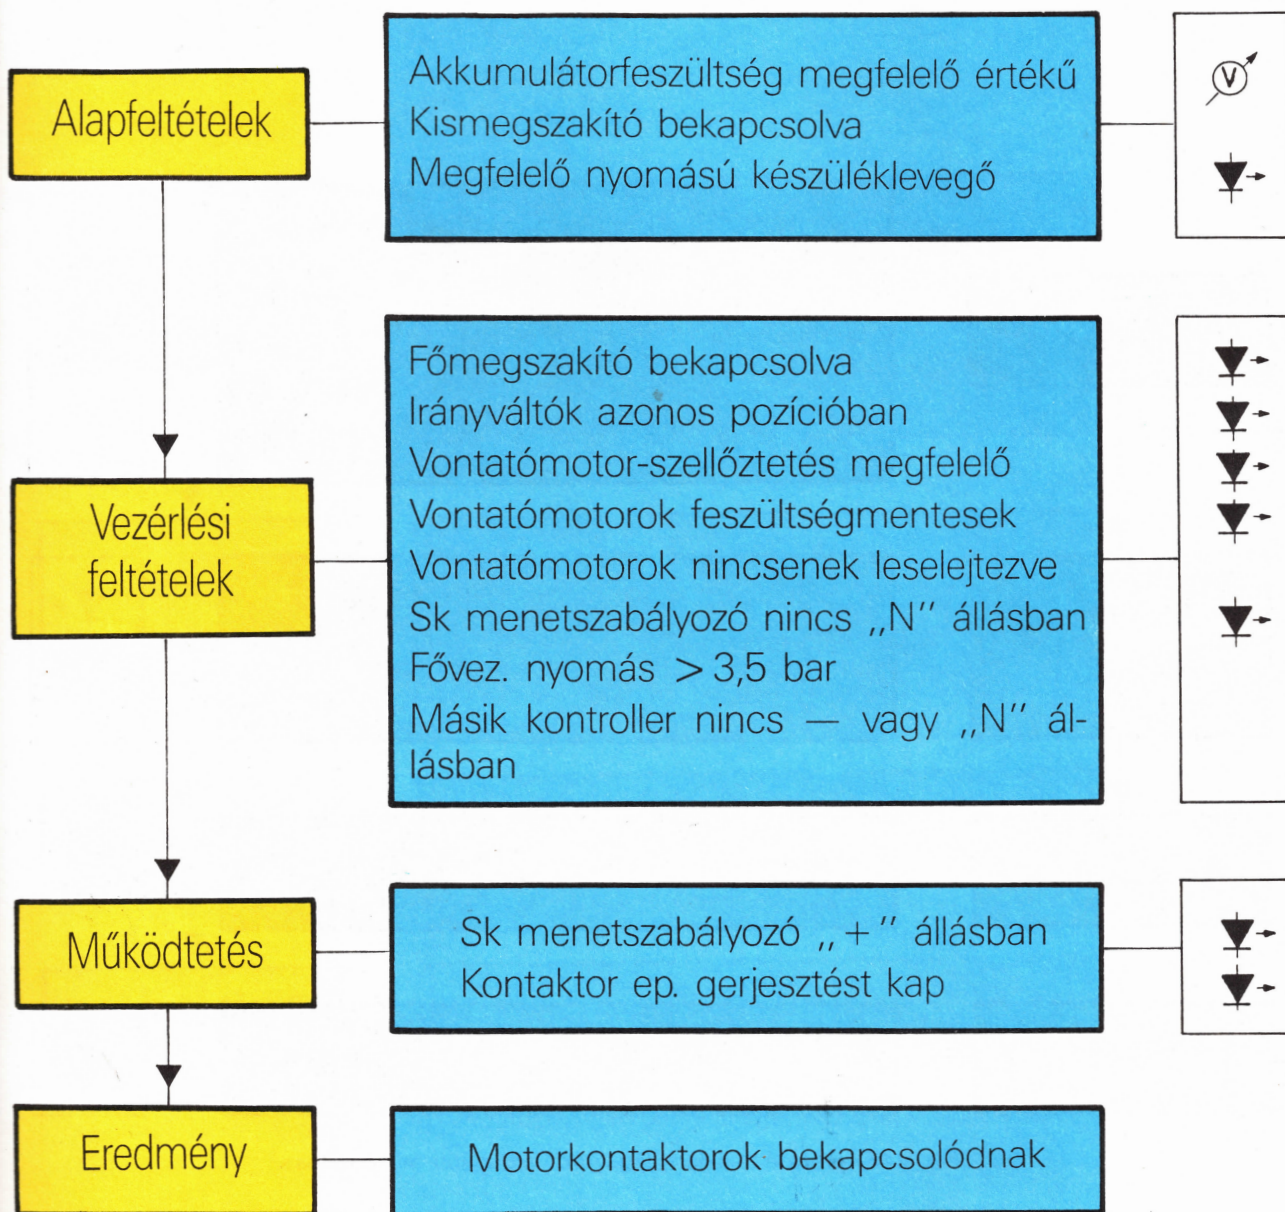 Alapfeltételek
Akkumulátorfeszültség megfelelő értékű
Kismegszakító bekapcsolva
Megfelelő nyomású készüléklevegő
V
Vezérlési
feltételek
Főmegszakító bekapcsolva
Irányváltók azonos pozícióban
Vontatómotor-szellőztetés megfelelő
Vontatómotorok feszültségmentesek
Vontatómotorok nincsenek leselejtezve
Sk menetszabályozó nincs „N” állásban
Fővez. nyomás > 3,5 bar
Másik kontroller nincs — vagy „N” ál-
lásban
Működtetés
Sk menetszabályozó „+” állásban
Kontaktor ep. gerjesztést kap
Eredmény
Motorkontaktorok bekapcsolódnak